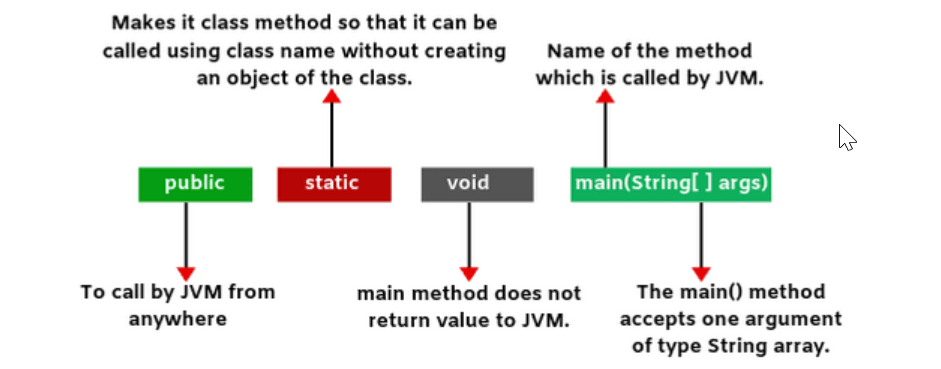 Makes it class method so that it can be
called using class name without creating
an object of the class.
Name of the method
which is called by JVM.
public
static
void
main(String[ ] args)
To call by JVM from
anywhere
main method does not
return value to JVM.
The main() method
accepts one argument
of type String array.